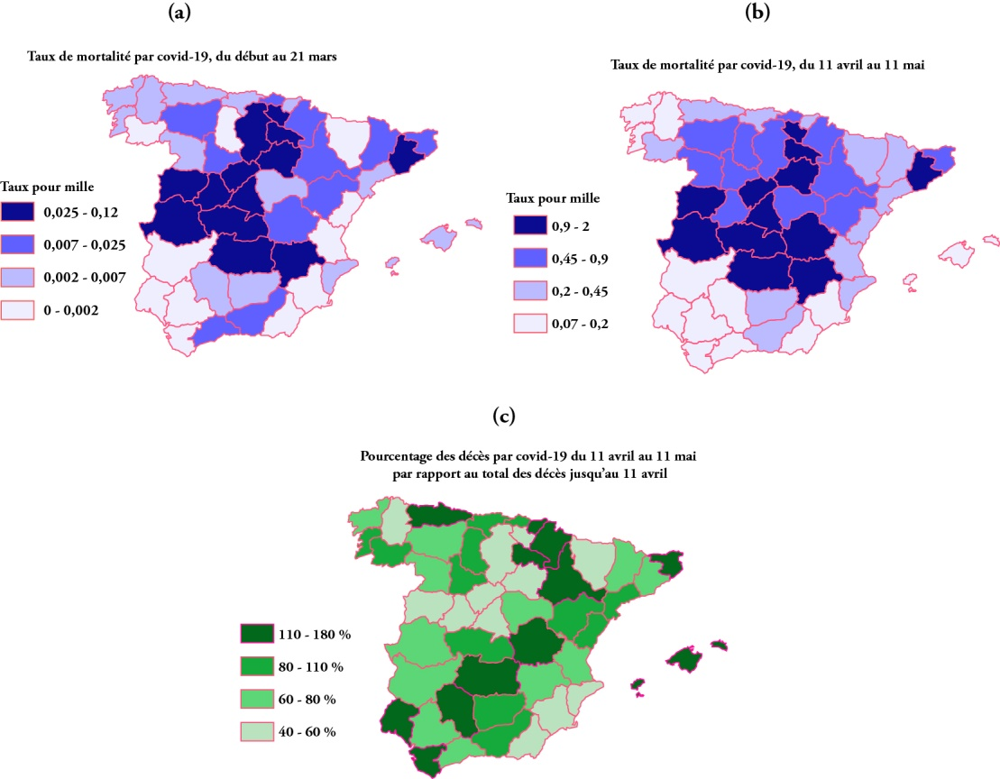 (a)
Taux de mortalité par covid-19, du début au 21 mars
Taux pour mille
0,025 - 0,12
0,007 - 0,025
0,002 - 0,007
0 - 0,002
(b)
Taux de mortalité par covid-19, du 11 avril au 11 mai
Taux pour mille
0,9 - 2
0,45 - 0,9
0,2 - 0,45
0,07 - 0,2
(c)
Pourcentage des décès par covid-19 du 11 avril au 11 mai
par rapport au total des décès jusqu’au 11 avril
110 - 180 %
80 - 110 %
60 - 80 %
40 - 60 %